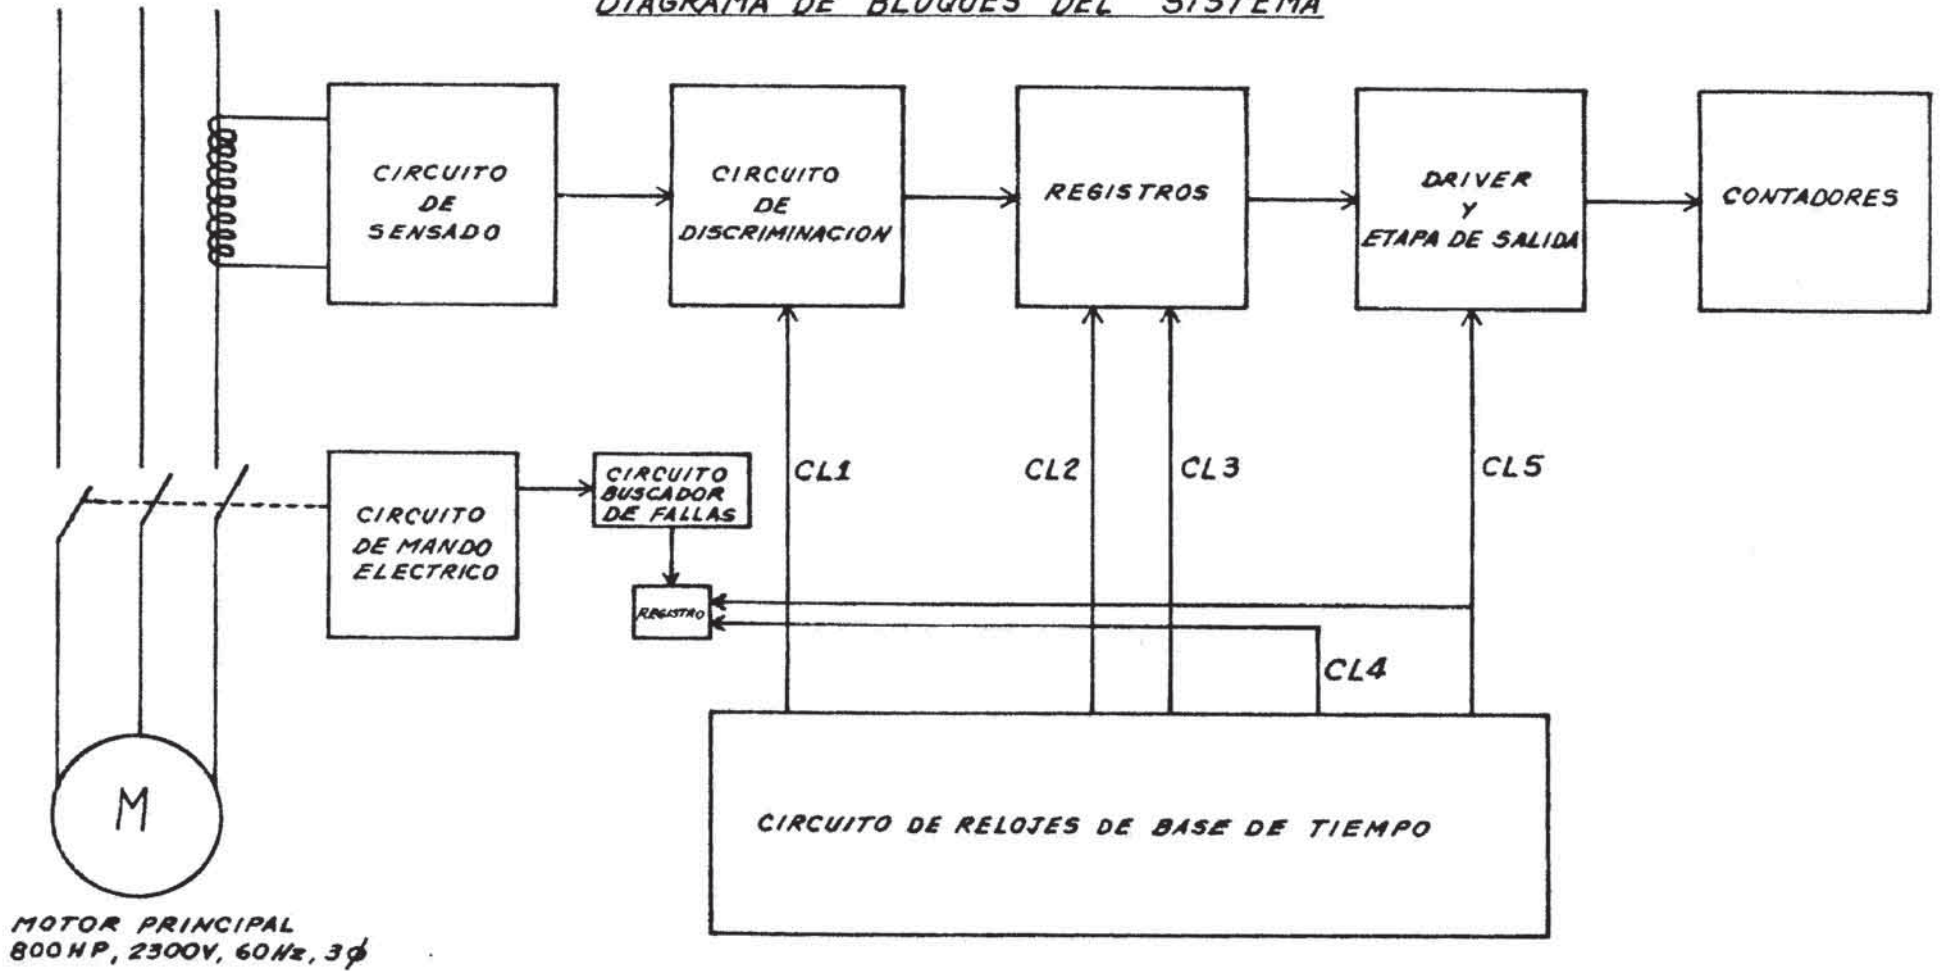 DIAGRAMA DE BLOQUES DEL SISTEMA
CIRCUITO
DE
SENSADO
CIRCUITO
DE
DISCRIMINACION
REGISTROS
DRIVER
Y
ETAPA DE SALIDA
CONTADORES
CL1
CL2
CL3
CL5
CIRCUITO
BUSCADOR
DE FALLAS
CIRCUITO
DE MANDO
ELECTRICO
REGISTRO
CL4
M
CIRCUITO DE RELOJES DE BASE DE TIEMPO
MOTOR PRINCIPAL
800HP, 2300V, 60Hz, 3ϕ